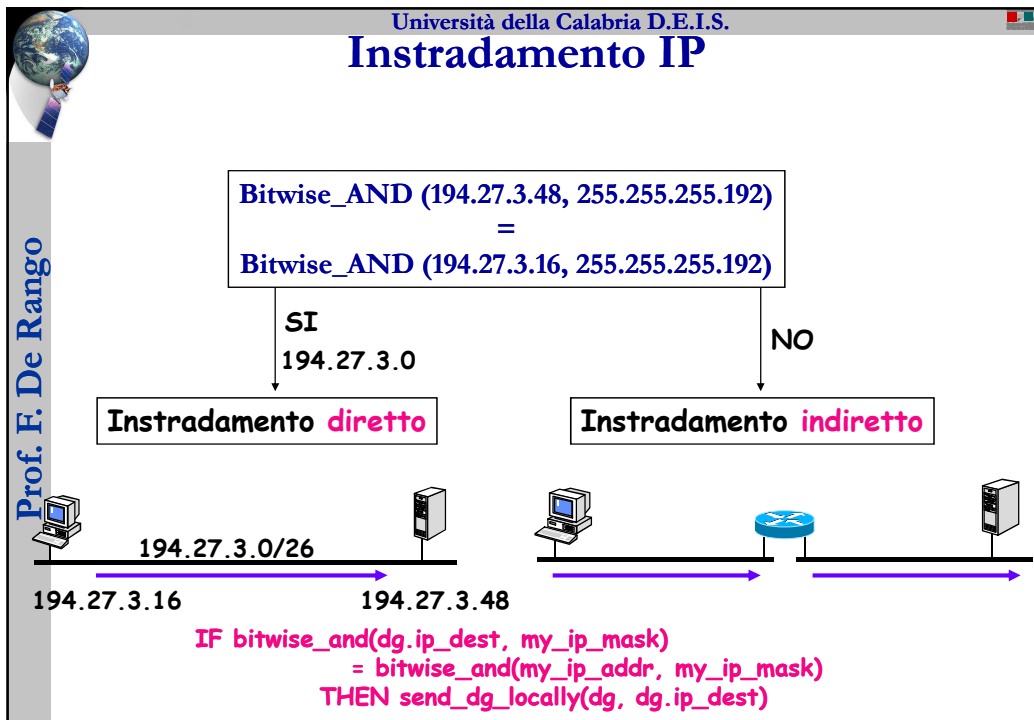 Università della Calabria D.E.I.S.
Instradamento IP
Prof. F. De Rango
Bitwise_AND (194.27.3.48, 255.255.255.192)
=
Bitwise_AND (194.27.3.16, 255.255.255.192)
SI
194.27.3.0
NO
Instradamento diretto
Instradamento indiretto
194.27.3.0/26
194.27.3.16
194.27.3.48
IF bitwise_and(dg.ip_dest, my_ip_mask)
= bitwise_and(my_ip_addr, my_ip_mask)
THEN send_dg_locally(dg, dg.ip_dest)